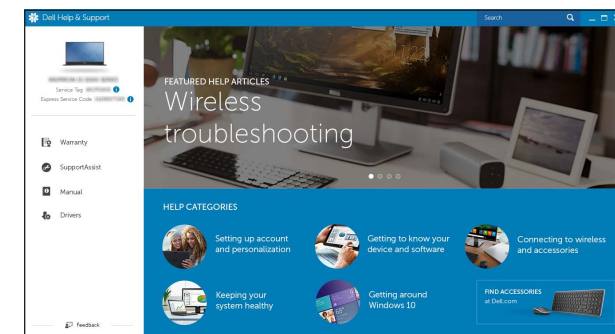 Dell Help & Support
Search
Service Tag
Express Service Code
Warranty
SupportAssist
Manual
Drivers
Feedback
FEATURED HELP ARTICLES
Wireless
troubleshooting
HELP CATEGORIES
Setting up account
and personalization
Getting to know your
device and software
Connecting to wireless
and accessories
Keeping your
system healthy
Getting around
Windows 10
FIND ACCESSORIES
at Dell.com